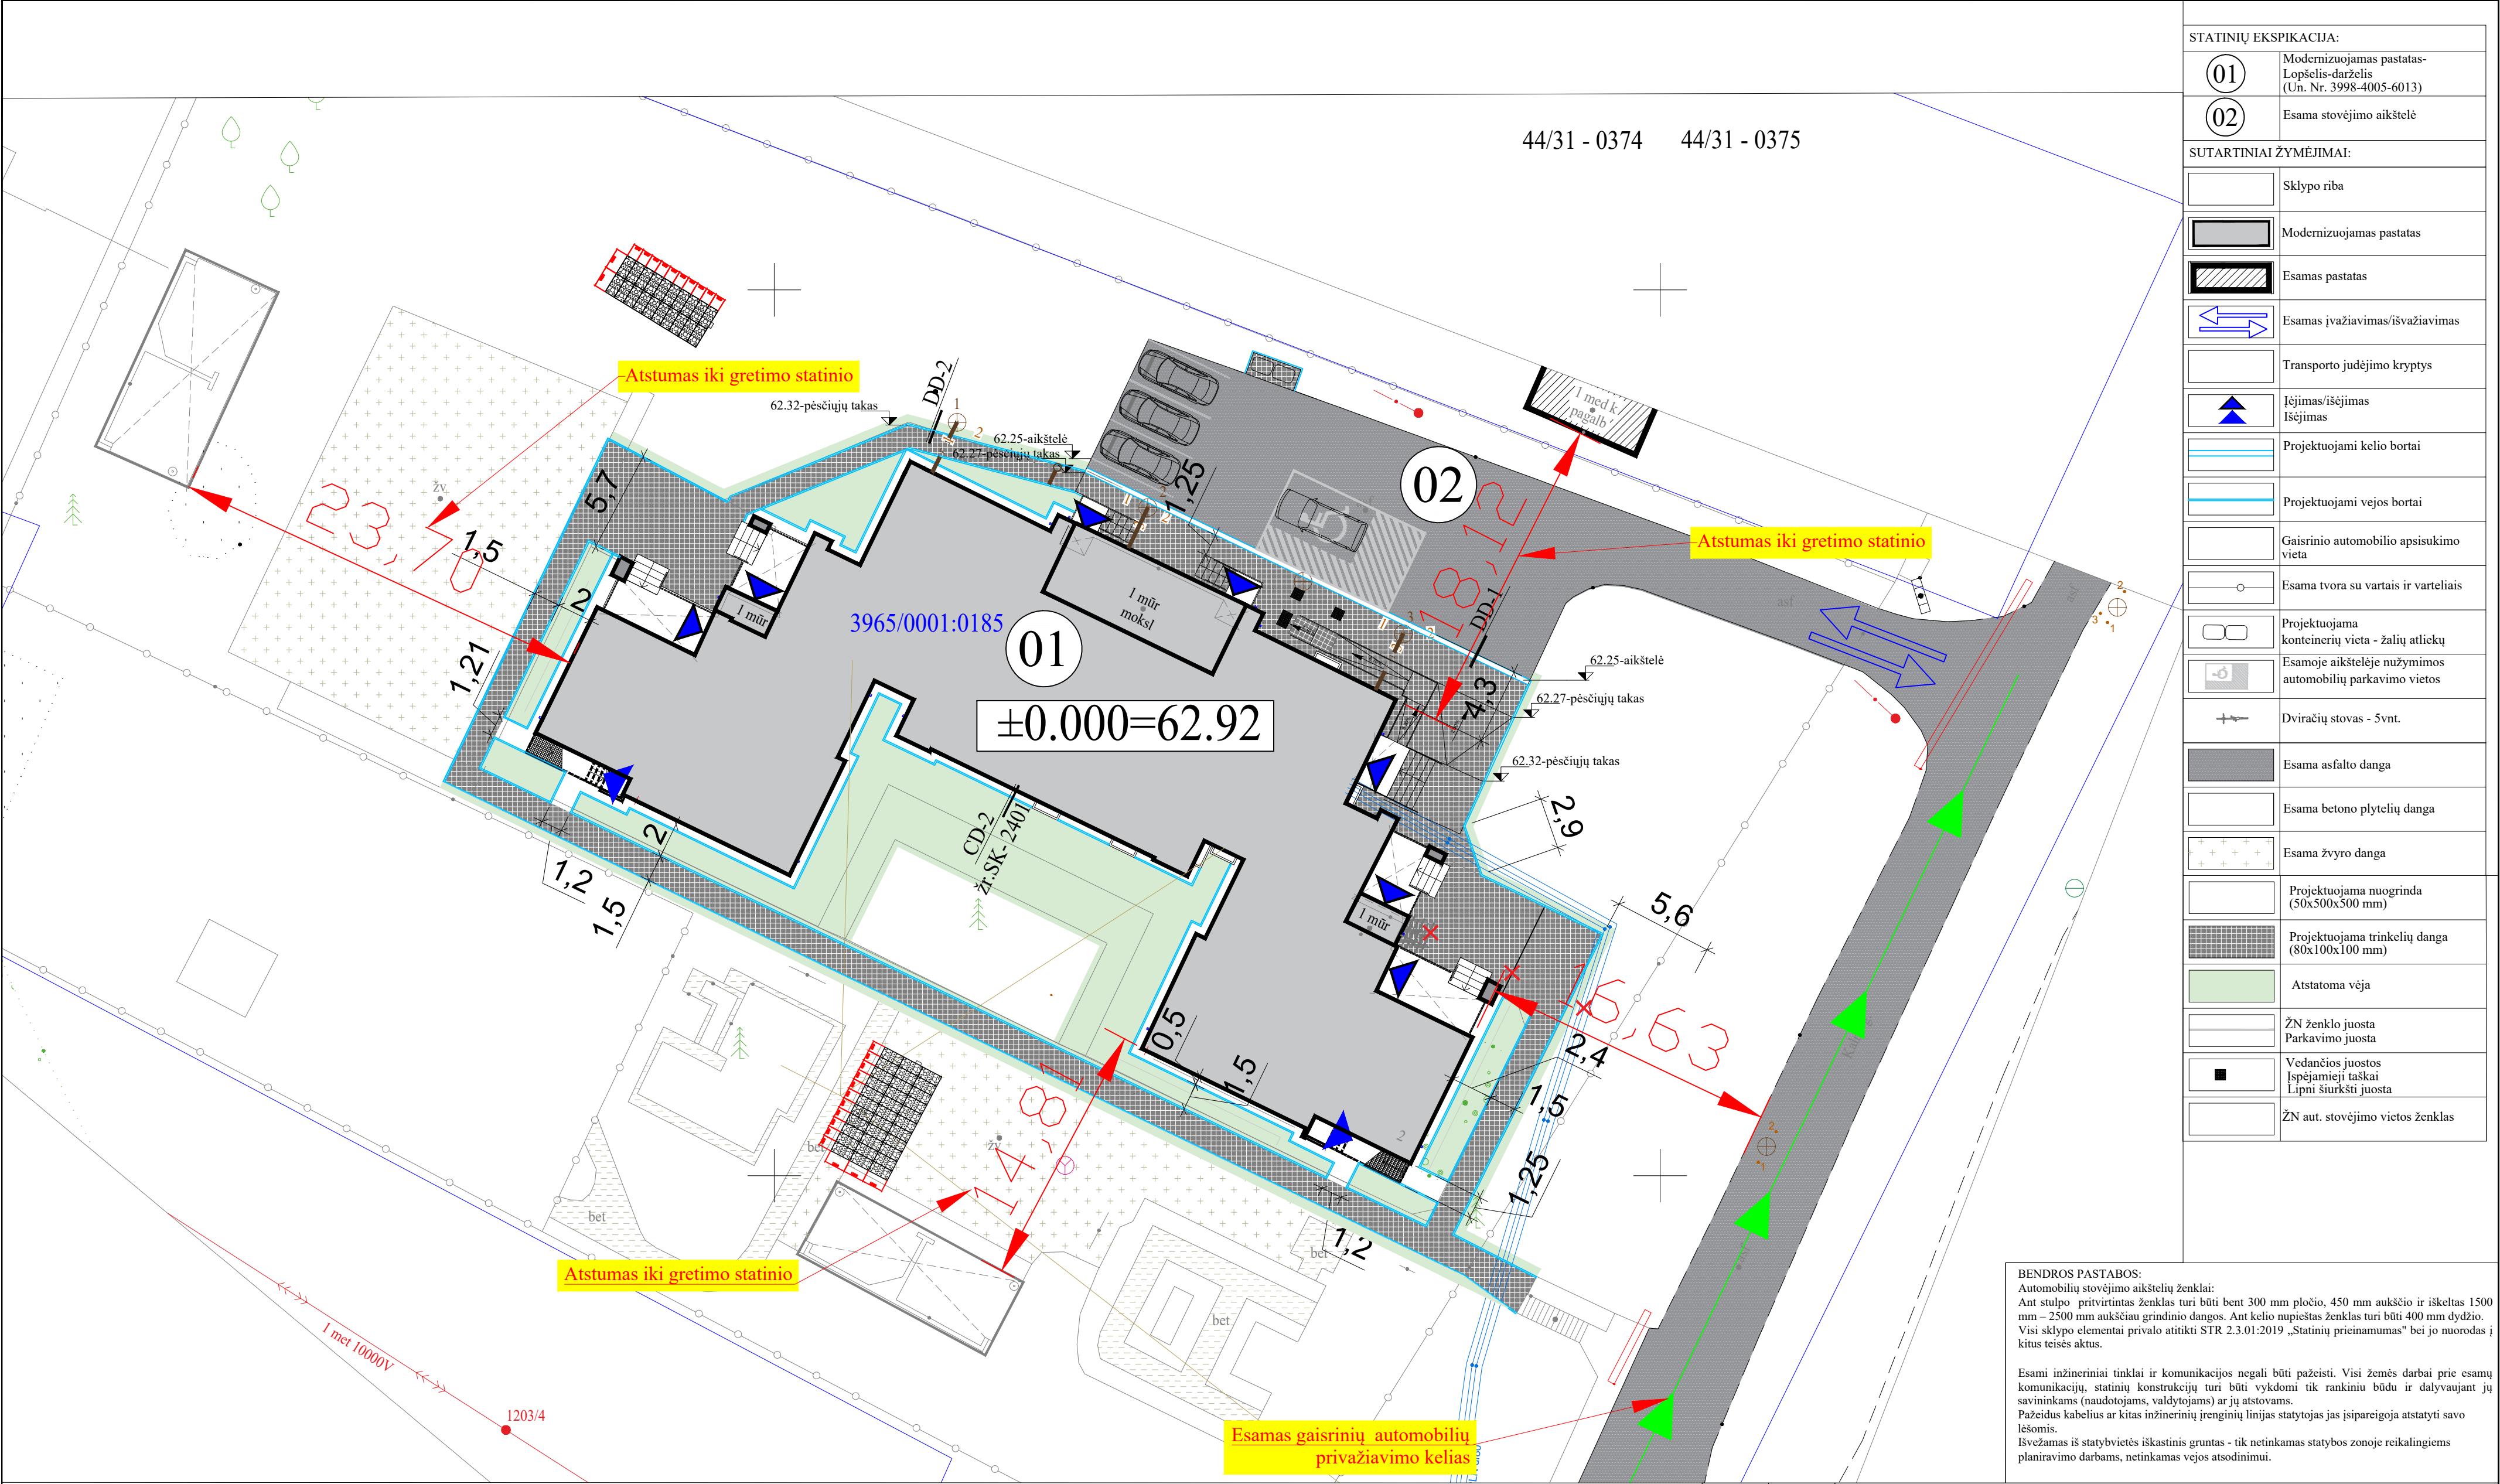 44/31 - 0374 44/31 - 0375
Atstumas iki gretimo statinio
62.32-pėsčiųjų takas
DD-2
1
2
62.25-aikštelė
62.27-pėsčiųjų takas
1 med k
pagalb
02
Atstumas iki gretimo statinio
18,12
1,25
5,7
23,70
žv
1,5
2
1,21
1 mūr
1 mūr
moksl
3965/0001:0185
01
±0.000=62.92
DD-1
4,3
62.25-aikštelė
62.27-pėsčiųjų takas
62.32-pėsčiųjų takas
asf
asf
2,9
5,6
CD-2
žr.SK- 2401
2
1,2
1,5
1 mūr
16,63
0,5
1,5
2,4
1,5
1,25
2
1,2
14,81
žv
bet
bet
bet
bet
Atstumas iki gretimo statinio
1 met 10000V
1203/4
Esamas gaisrinių automobilių
privažiavimo kelias
STATINIŲ EKSPIKACIJA:
01
Modernizuojamas pastatas-
Lopšelis-darželis
(Un. Nr. 3998-4005-6013)
02
Esama stovėjimo aikštelė
SUTARTINIAI ŽYMĖJIMAI:
Sklypo riba
Modernizuojamas pastatas
Esamas pastatas
Esamas įvažiavimas/išvažiavimas
Transporto judėjimo kryptys
Įėjimas/išėjimas
Išėjimas
Projektuojami kelio bortai
Projektuojami vejos bortai
Gaisrinio automobilio apsisukimo
vieta
Esama tvora su vartais ir varteliais
Projektuojama
konteinerių vieta - žalių atliekų
Esamoje aikštelėje nužymimos
automobilių parkavimo vietos
Dviračių stovas - 5vnt.
Esama asfalto danga
Esama betono plytelių danga
Esama žvyro danga
Projektuojama nuogrinda
(50x500x500 mm)
Projektuojama trinkelių danga
(80x100x100 mm)
Atstatoma vėja
ŽN ženklo juosta
Parkavimo juosta
Vedančios juostos
Įspėjamieji taškai
Lipni šiurkšti juosta
ŽN aut. stovėjimo vietos ženklas
BENDROS PASTABOS:
Automobilių stovėjimo aikštelių ženklai:
Ant stulpo pritvirtintas ženklas turi būti bent 300 mm pločio, 450 mm aukščio ir iškeltas 1500
mm – 2500 mm aukščiau grindinio dangos. Ant kelio nupieštas ženklas turi būti 400 mm dydžio.
Visi sklypo elementai privalo atitikti STR 2.3.01:2019 „Statinių prieinamumas" bei jo nuorodas į
kitus teisės aktus.
Esami inžineriniai tinklai ir komunikacijos negali būti pažeisti. Visi žemės darbai prie esamų
komunikacijų, statinių konstrukcijų turi būti vykdomi tik rankiniu būdu ir dalyvaujant jų
savininkams (naudotojams, valdytojams) ar jų atstovams.
Pažeidus kabelius ar kitas inžinerinių įrenginių linijas statytojas jas įsipareigoja atstatyti savo
lėšomis.
Išvežamas iš statybvietės iškastinis gruntas - tik netinkamas statybos zonoje reikalingiems
planiravimo darbams, netinkamas vejos atsodinimui.